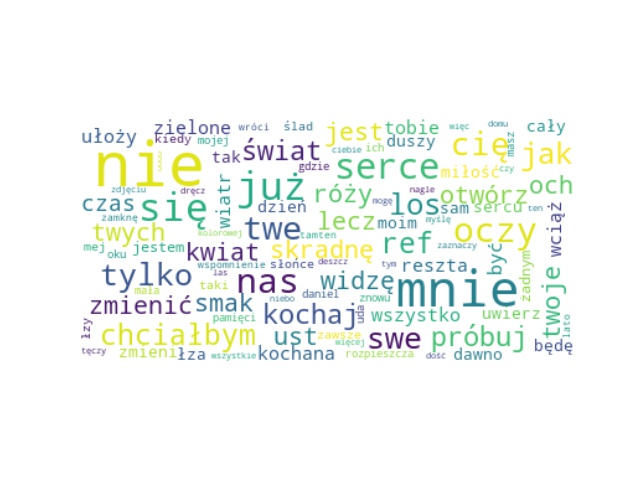 ułoży zielone wróci ślad jest tobie więc domu cały
kiedy mojej duszy cię masz
nie tak świat gdzie ciebie ich serce miłość czy jak
zdjęciu dręcz już róży mogę nagle otwórz och
czas się wiatr dzień lecz moim los sam sercu ten wciąż
zamknę twych kolorowej twe tamten myślę oczy
mej oku jestem kwiat skradnę ref zaznaczy być
wspomnienie słońce deszcz tym reszta
tylko las nas widzę mnie żadnym twoje
mała taki niebo daniel
zmienić smak kochaj znowu wszystko uwierz
łzy pamięci uda lato
chciałbym ust zawsze swe próbuj
więcej będę
tęczy zmieni łza wszystkie kochana rozpieszcza dość dawno